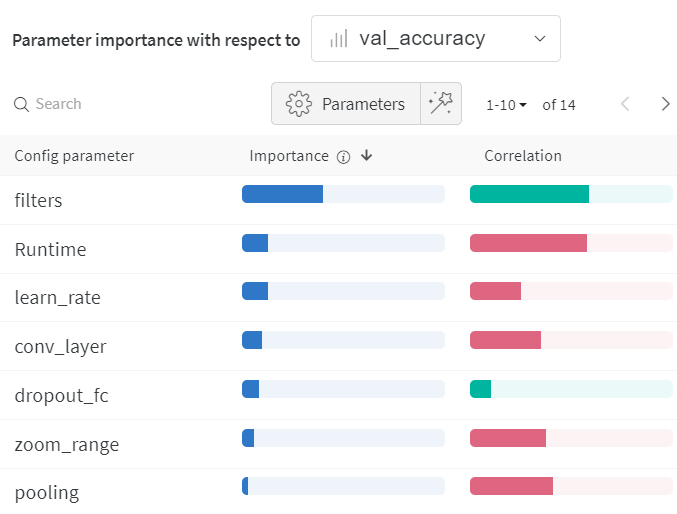 Parameter importance with respect to val_accuracy
Search Parameters 1-10 of 14
Config parameter Importance Correlation
filters
Runtime
learn_rate
conv_layer
dropout_fc
zoom_range
pooling